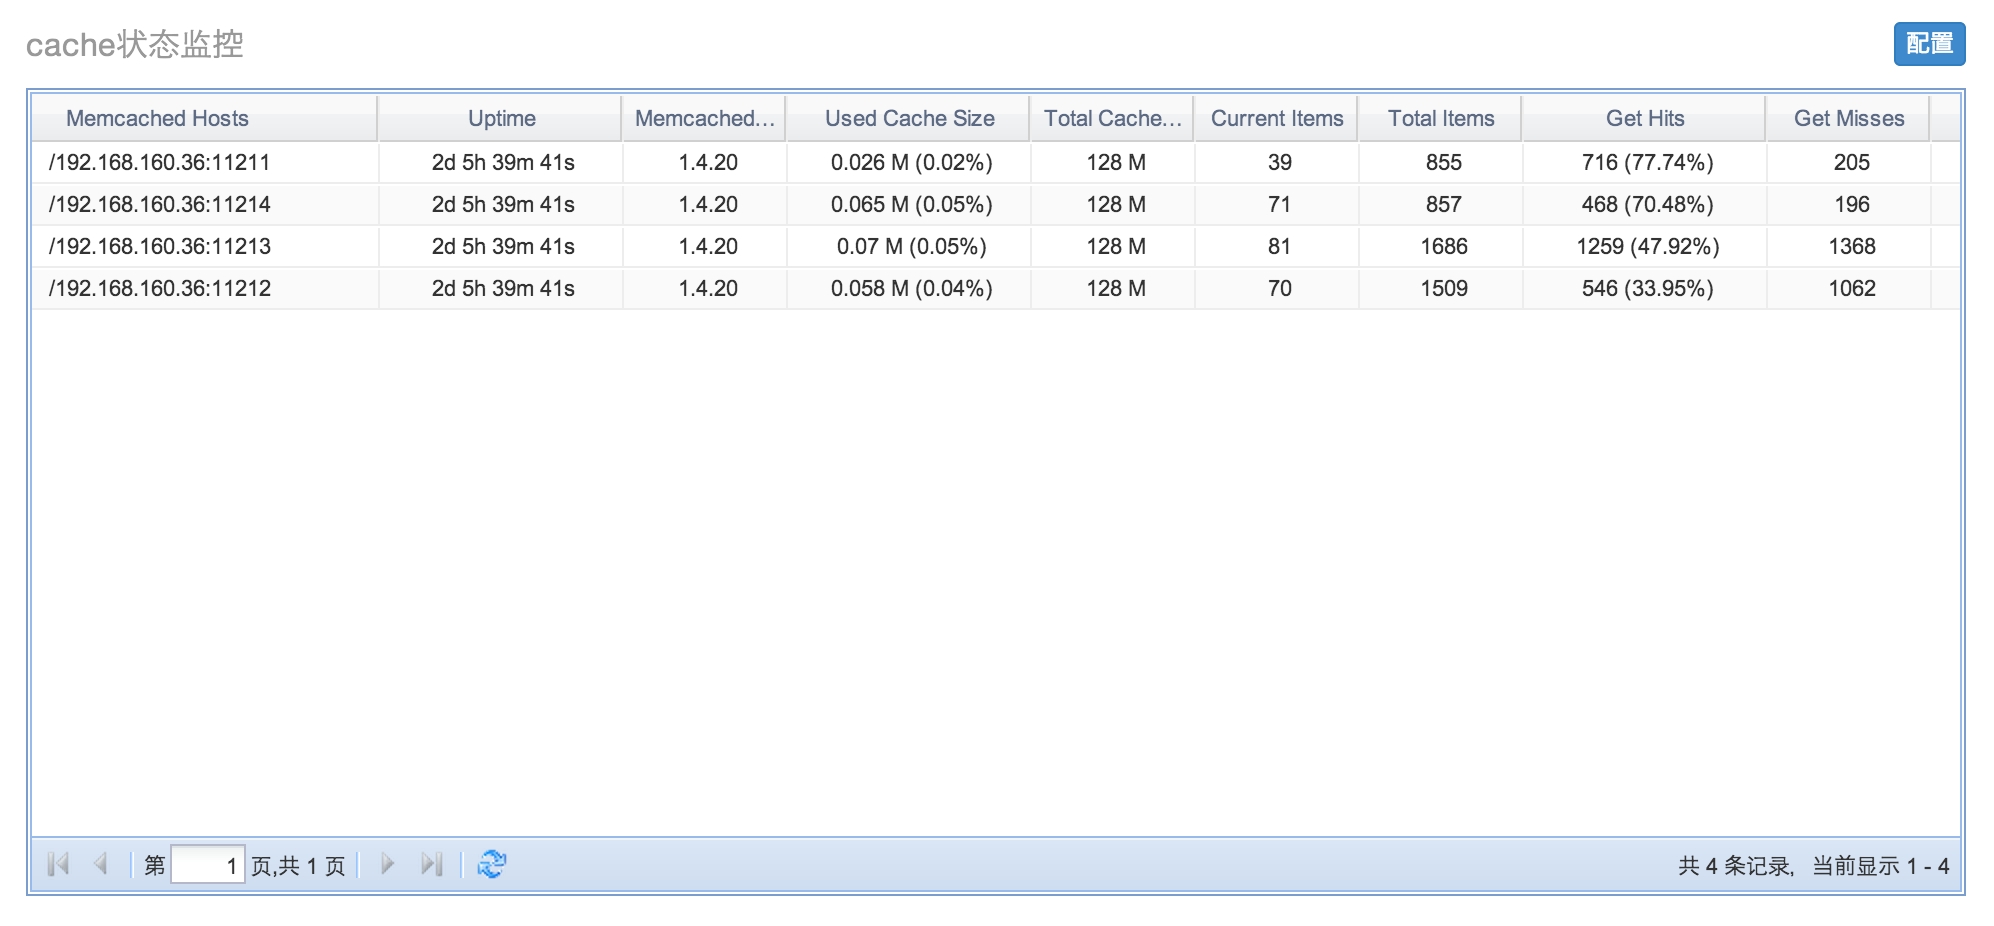 cache状态监控
配置
Memcached Hosts Uptime Memcached... Used Cache Size Total Cache... Current Items Total Items Get Hits Get Misses
/192.168.160.36:11211 2d 5h 39m 41s 1.4.20 0.026 M (0.02%) 128 M 39 855 716 (77.74%) 205
/192.168.160.36:11214 2d 5h 39m 41s 1.4.20 0.065 M (0.05%) 128 M 71 857 468 (70.48%) 196
/192.168.160.36:11213 2d 5h 39m 41s 1.4.20 0.07 M (0.05%) 128 M 81 1686 1259 (47.92%) 1368
/192.168.160.36:11212 2d 5h 39m 41s 1.4.20 0.058 M (0.04%) 128 M 70 1509 546 (33.95%) 1062
第 1 页,共 1 页 共 4 条记录, 当前显示 1 - 4